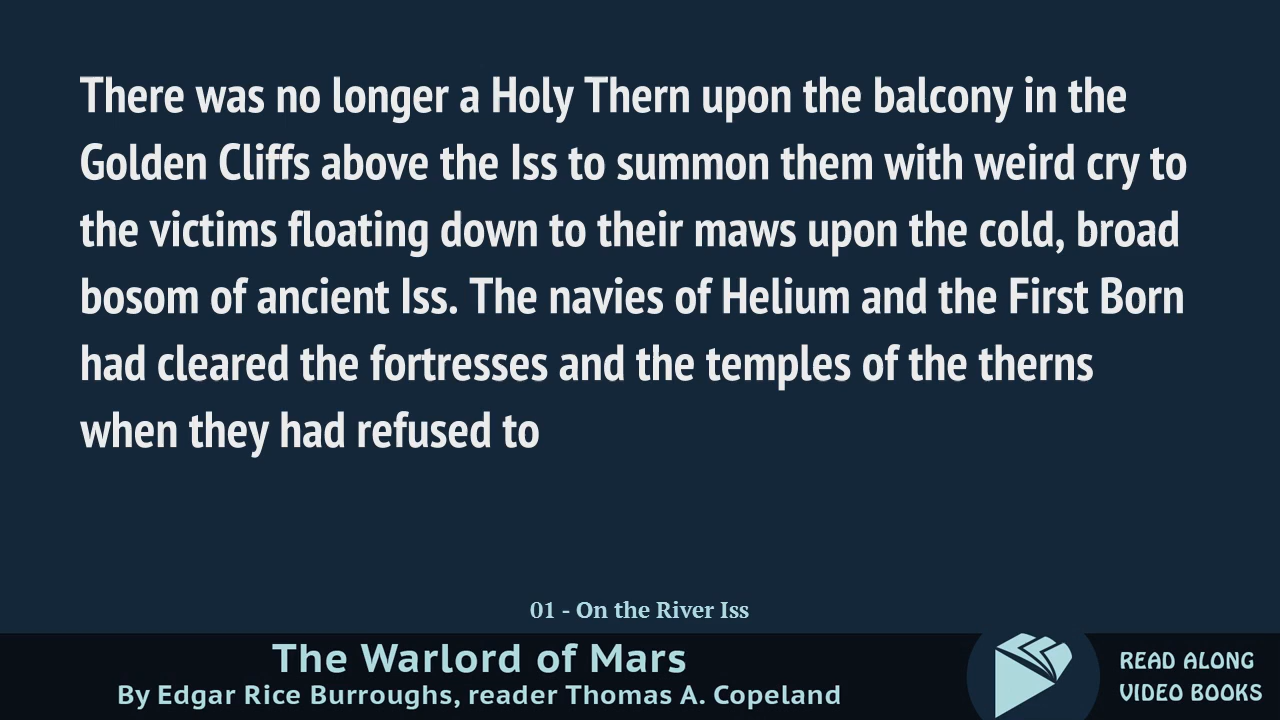 There was no longer a Holy Thern upon the balcony in the
Golden Cliffs above the Iss to summon them with weird cry to
the victims floating down to their maws upon the cold, broad
bosom of ancient Iss. The navies of Helium and the First Born
had cleared the fortresses and the temples of the therns
when they had refused to
01 - On the River Iss
The Warlord of Mars
By Edgar Rice Burroughs, reader Thomas A. Copeland
READ ALONG
VIDEO BOOKS